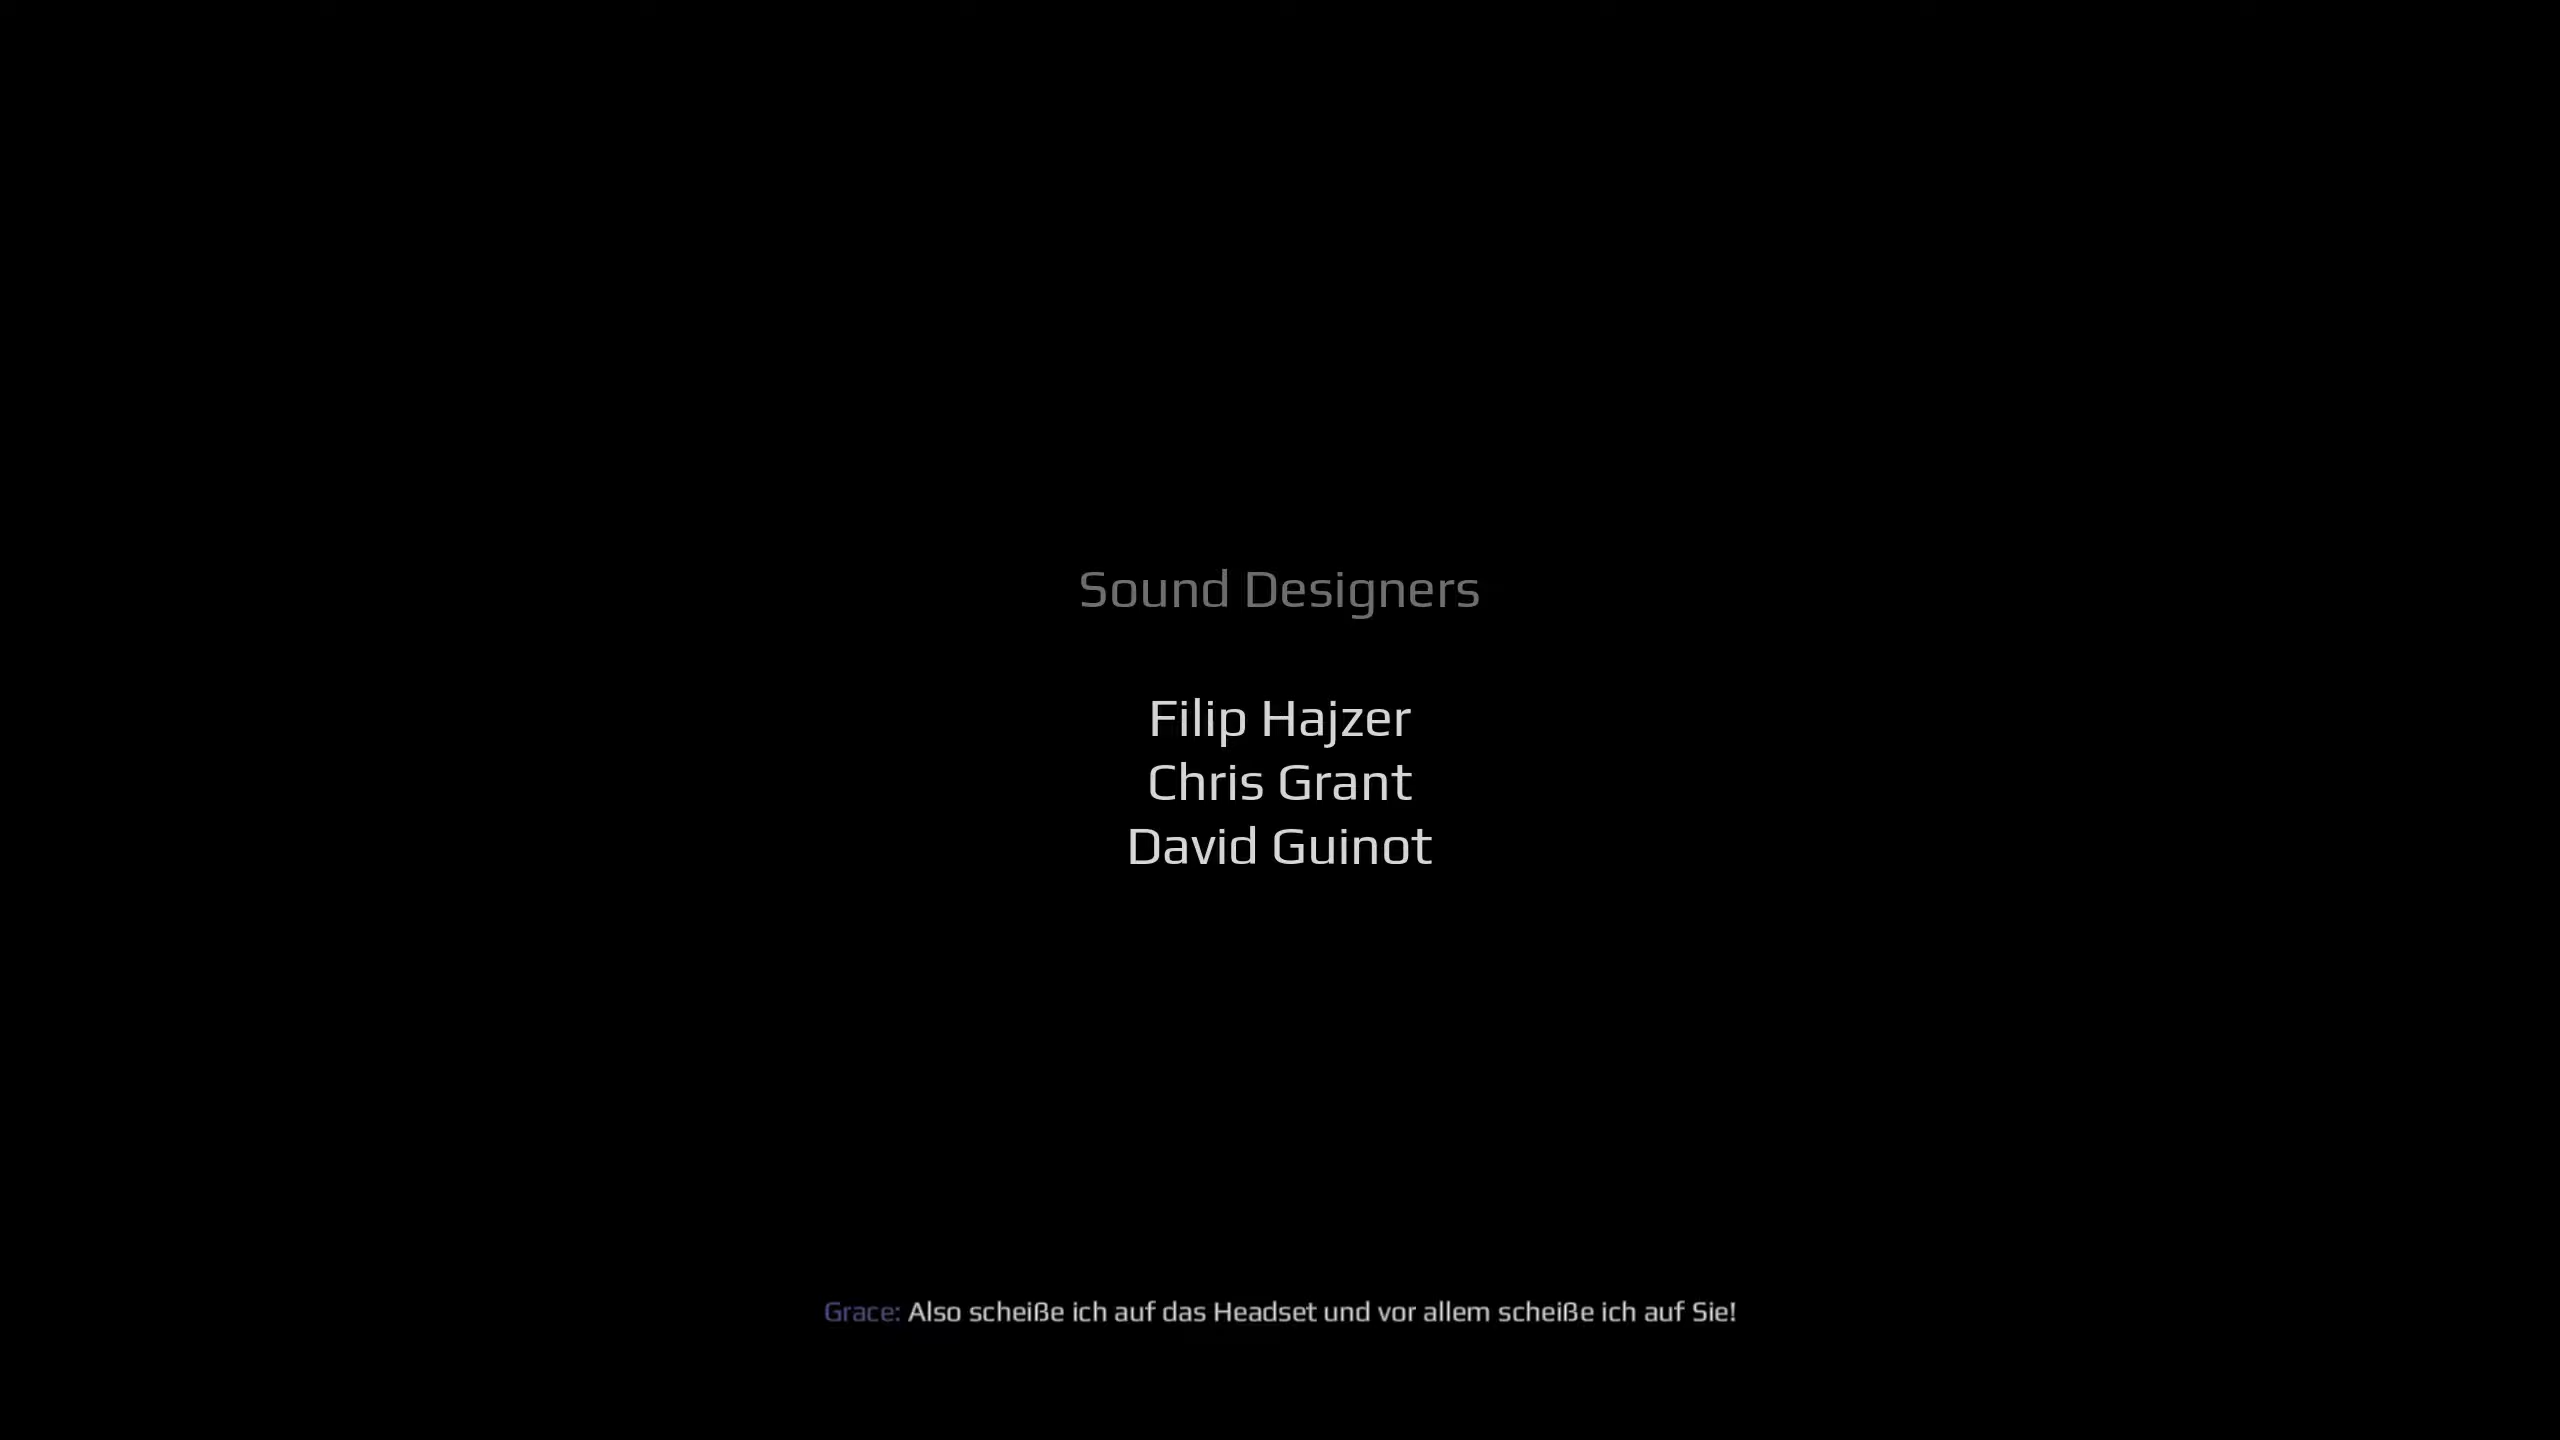 Sound Designers
Filip Hajzer
Chris Grant
David Guinot
Grace: Also scheiße ich auf das Headset und vor allem scheiße ich auf Sie!